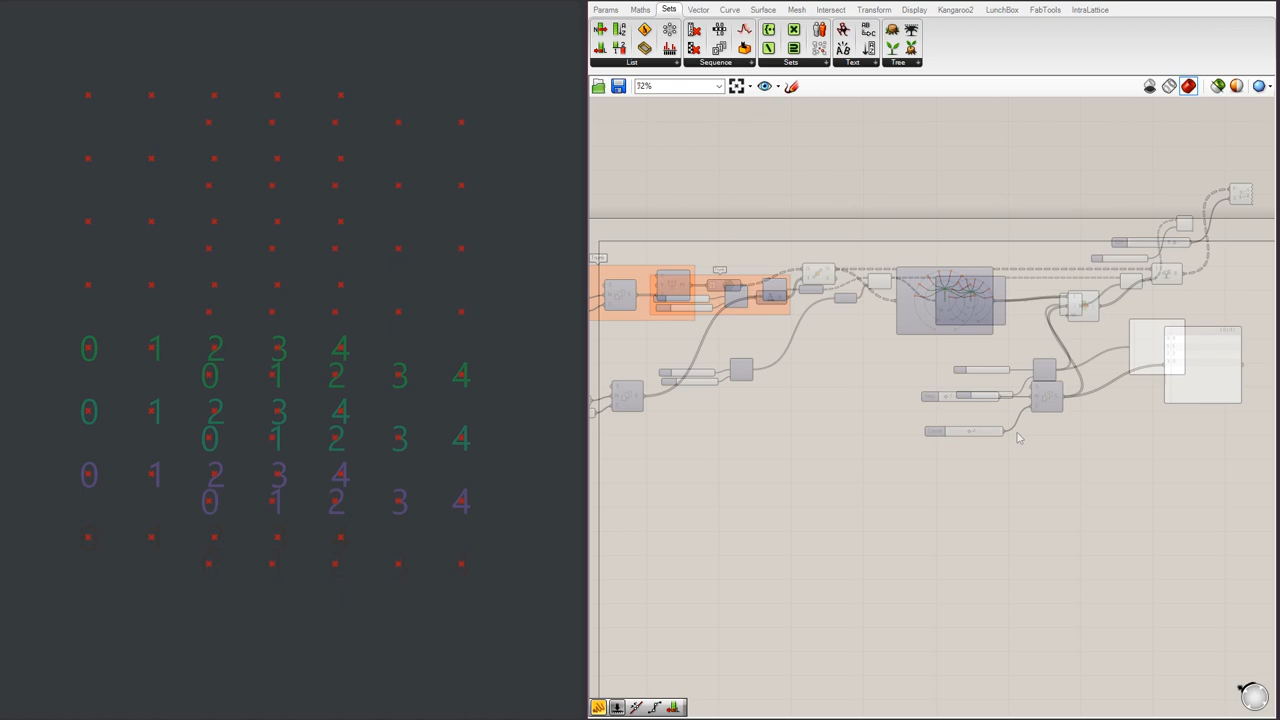 Params Maths Sets Vector Curve Surface Mesh Intersect Transform Display Kangaroo2 LunchBox FabTools IntraLattice
List Sequence Sets Text Tree
32%
0 1 2 3 4
0 1 2 3 4
0 1 2 3 4
0 1 2 3 4
0 1 2 3 4
0 1 2 3 4